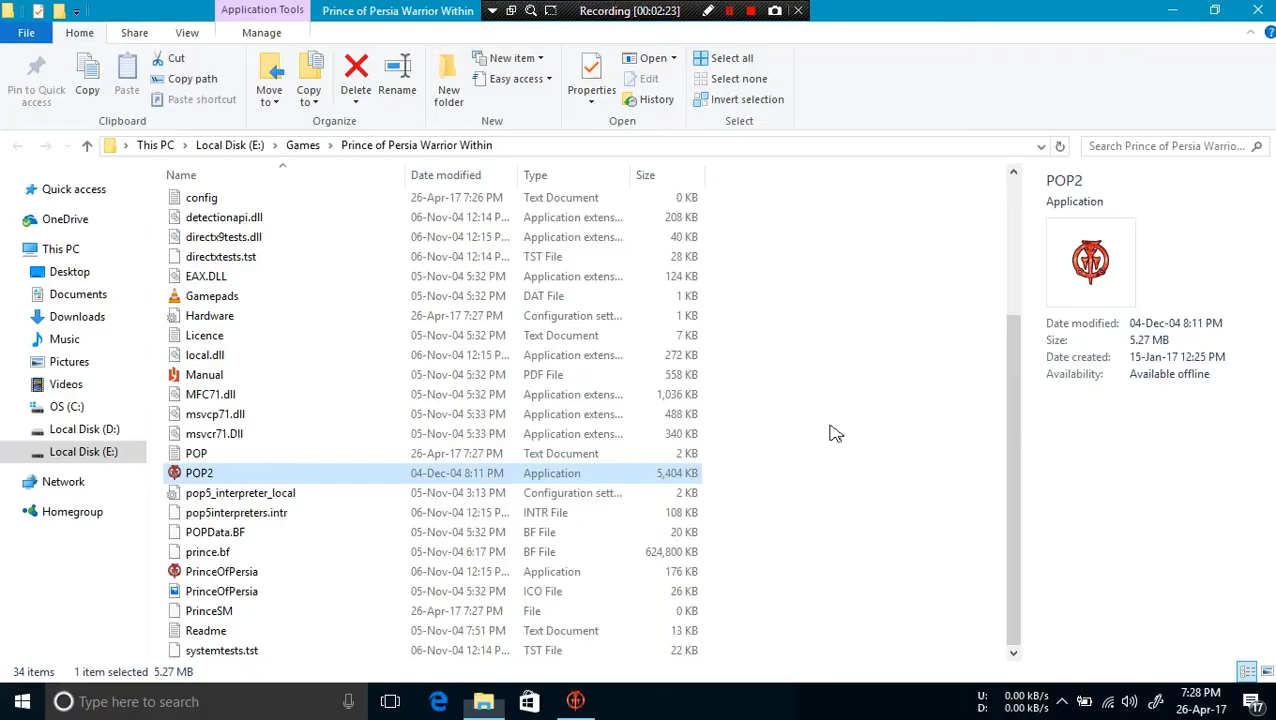 Application Tools
Prince of Persia Warrior Within
Recording [00:02:23]
File
Home
Share
View
Manage
Pin to Quick access
Copy
Paste
Cut
Copy path
Paste shortcut
Clipboard
Move to
Copy to
Delete
Rename
Organize
New folder
New item
Easy access
New
Properties
Open
Edit
History
Open
Select all
Select none
Invert selection
Select
This PC > Local Disk (E:) > Games > Prince of Persia Warrior Within
Search Prince of Persia Warrio...
Quick access
OneDrive
This PC
Desktop
Documents
Downloads
Music
Pictures
Videos
OS (C:)
Local Disk (D:)
Local Disk (E:)
Network
Homegroup
Name Date modified Type Size
config 26-Apr-17 7:26 PM Text Document 0 KB
detectionapi.dll 06-Nov-04 12:14 P... Application extens... 208 KB
directx9tests.dll 06-Nov-04 12:15 P... Application extens... 40 KB
directxtests.tst 06-Nov-04 12:14 P... TST File 28 KB
EAX.DLL 05-Nov-04 5:32 PM Application extens... 124 KB
Gamepads 05-Nov-04 5:32 PM DAT File 1 KB
Hardware 26-Apr-17 7:27 PM Configuration sett... 1 KB
Licence 05-Nov-04 5:32 PM Text Document 7 KB
local.dll 06-Nov-04 12:15 P... Application extens... 272 KB
Manual 05-Nov-04 5:32 PM PDF File 558 KB
MFC71.dll 05-Nov-04 5:32 PM Application extens... 1,036 KB
msvcp71.dll 05-Nov-04 5:33 PM Application extens... 488 KB
msvcr71.Dll 05-Nov-04 5:33 PM Application extens... 340 KB
POP 26-Apr-17 7:27 PM Text Document 2 KB
POP2 04-Dec-04 8:11 PM Application 5,404 KB
pop5_interpreter_local 05-Nov-04 3:13 PM Configuration sett... 2 KB
pop5interpreters.intr 06-Nov-04 12:15 P... INTR File 108 KB
POPData.BF 05-Nov-04 5:32 PM BF File 20 KB
prince.bf 05-Nov-04 6:17 PM BF File 624,800 KB
PrinceOfPersia 06-Nov-04 12:15 P... Application 176 KB
PrinceOfPersia 05-Nov-04 5:32 PM ICO File 26 KB
PrinceSM 26-Apr-17 7:27 PM File 0 KB
Readme 05-Nov-04 7:51 PM Text Document 13 KB
systemtests.tst 06-Nov-04 12:14 P... TST File 22 KB
POP2
Application
Date modified: 04-Dec-04 8:11 PM
Size: 5.27 MB
Date created: 15-Jan-17 12:25 PM
Availability: Available offline
34 items 1 item selected 5.27 MB
Type here to search
U: 0.00 kB/s
D: 0.00 kB/s
7:28 PM
26-Apr-17
17